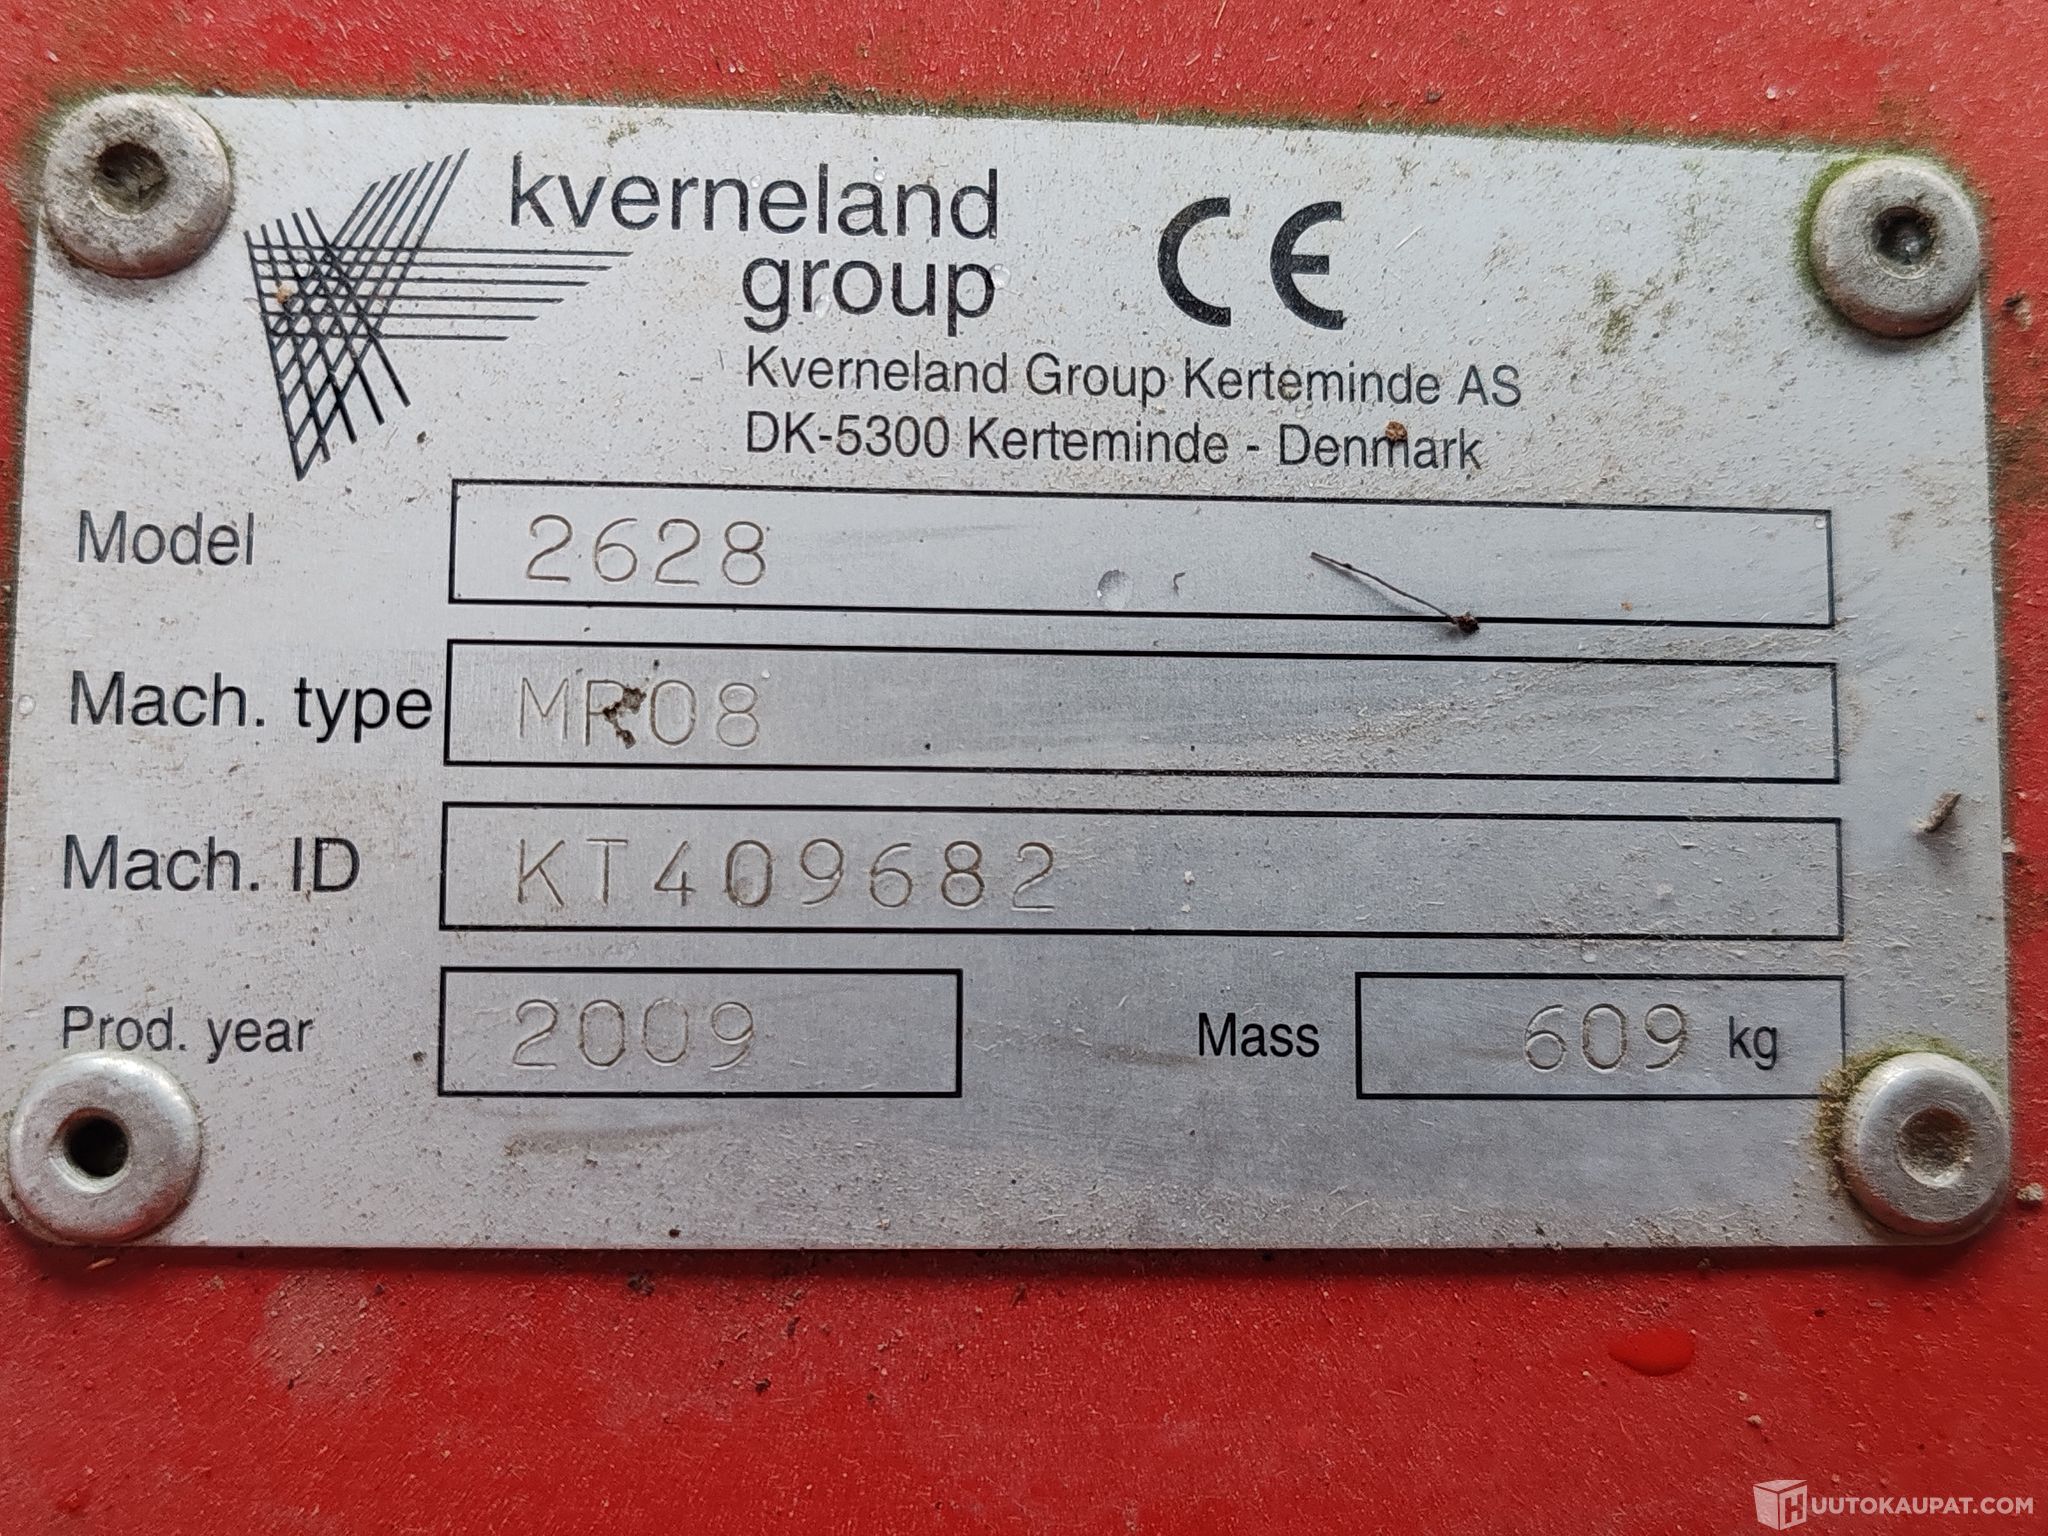 kverneland
group
CE
Kverneland Group Kerteminde AS
DK-5300 Kerteminde - Denmark
Model 2628
Mach. type MR08
Mach. ID KT409682
Prod. year 2009 Mass 609 kg
HUUTOKAUPAT.COM